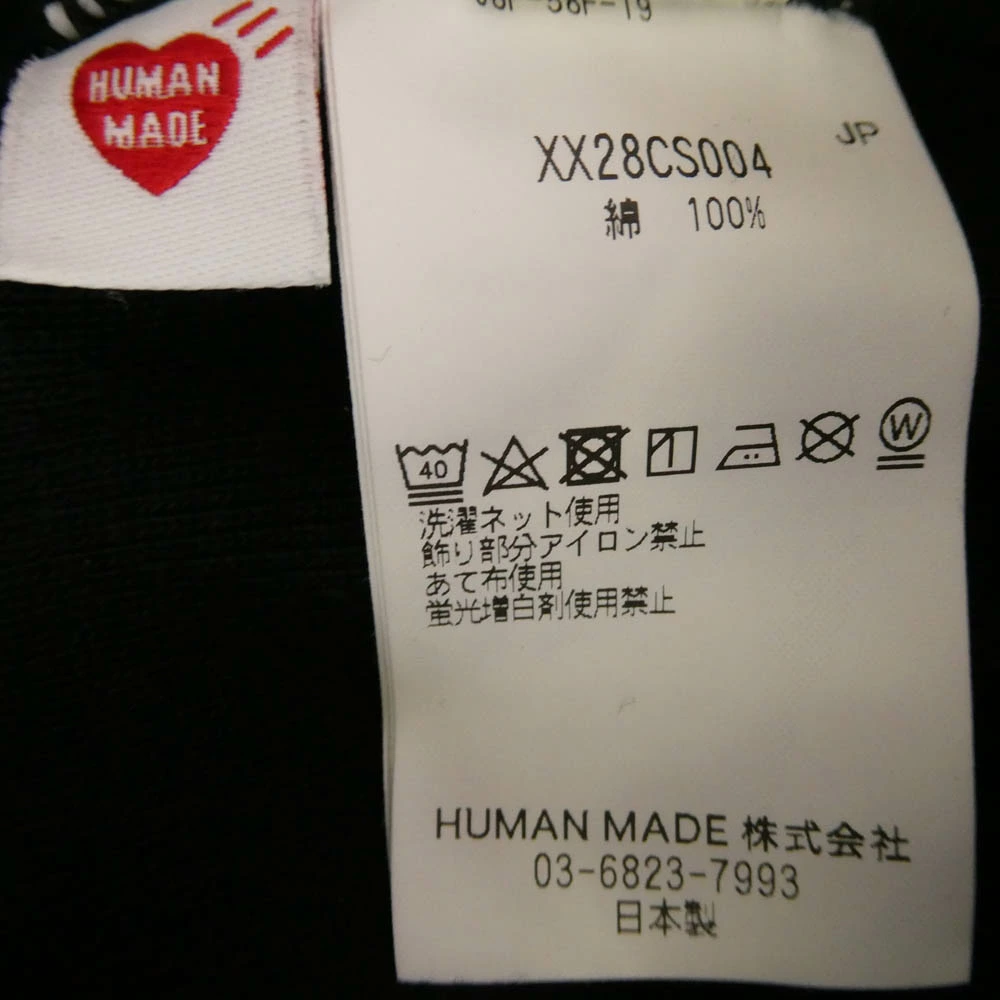 HUMAN
MADE
JP
XX28CS004
綿 100%
40
W
洗濯ネット使用
飾り部分アイロン禁止
あて布使用
蛍光増白剤使用禁止
HUMAN MADE 株式会社
03-6823-7993
日本製